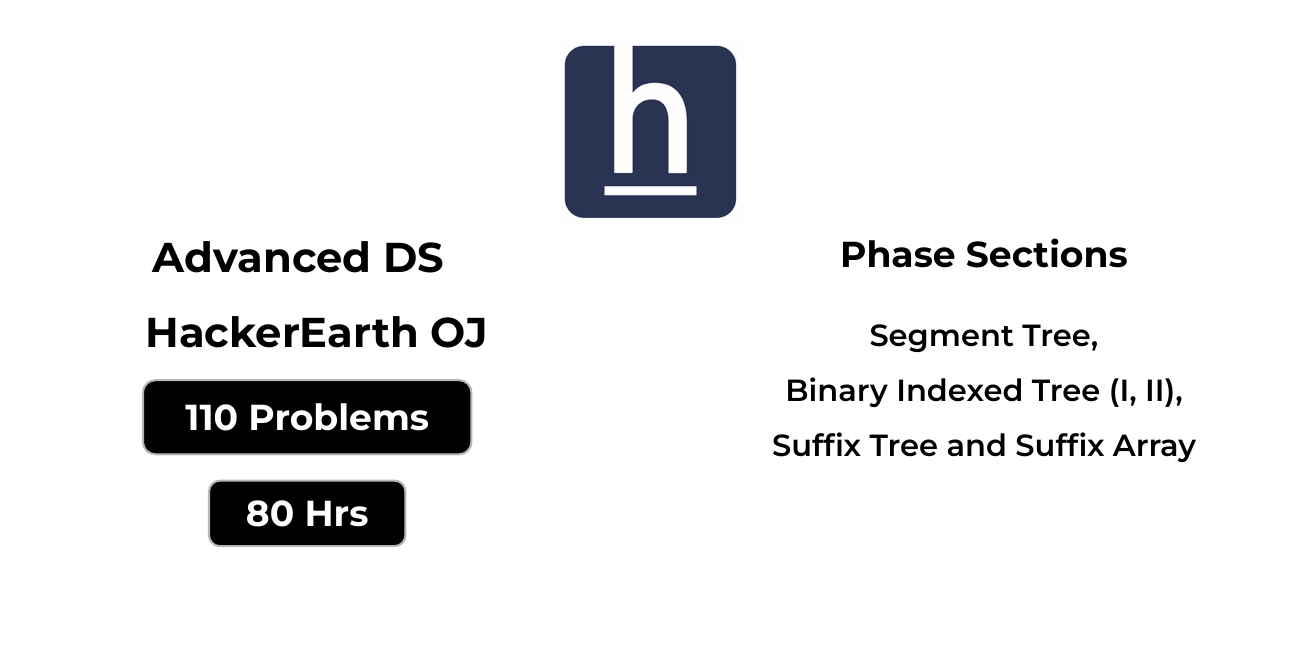 h
Advanced DS
HackerEarth OJ
110 Problems
80 Hrs
Phase Sections
Segment Tree,
Binary Indexed Tree (I, II),
Suffix Tree and Suffix Array